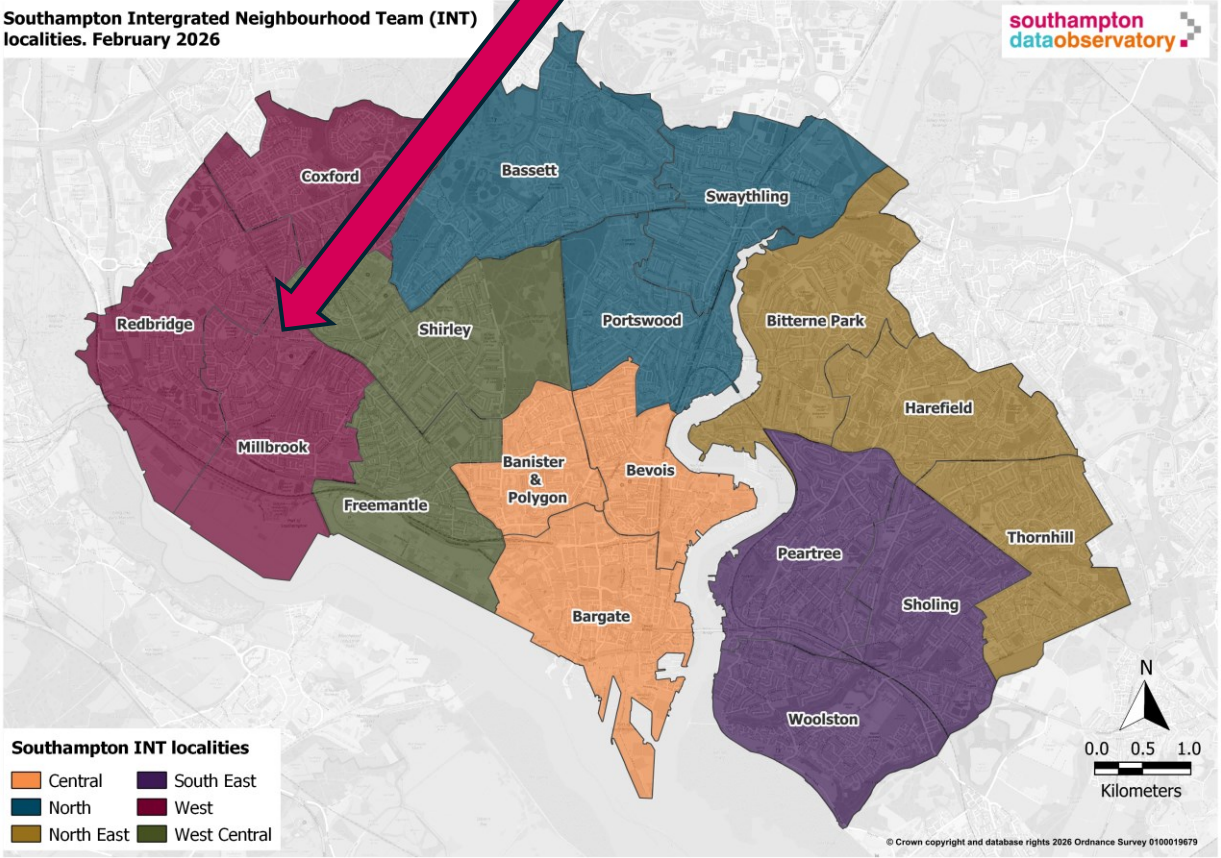 Southampton Intergrated Neighbourhood Team (INT)
localities. February 2026
southampton
dataobservatory
Coxford
Bassett
Swaythling
Redbridge
Shirley
Portswood
Bitterne Park
Harefield
Millbrook
Banister
&
Polygon
Bevois
Freemantle
Thornhill
Peartree
Sholing
Bargate
Woolston
N
0.0 0.5 1.0
Kilometers
Southampton INT localities
Central
South East
North
West
North East
West Central
© Crown copyright and database rights 2026 Ordnance Survey 0100019679